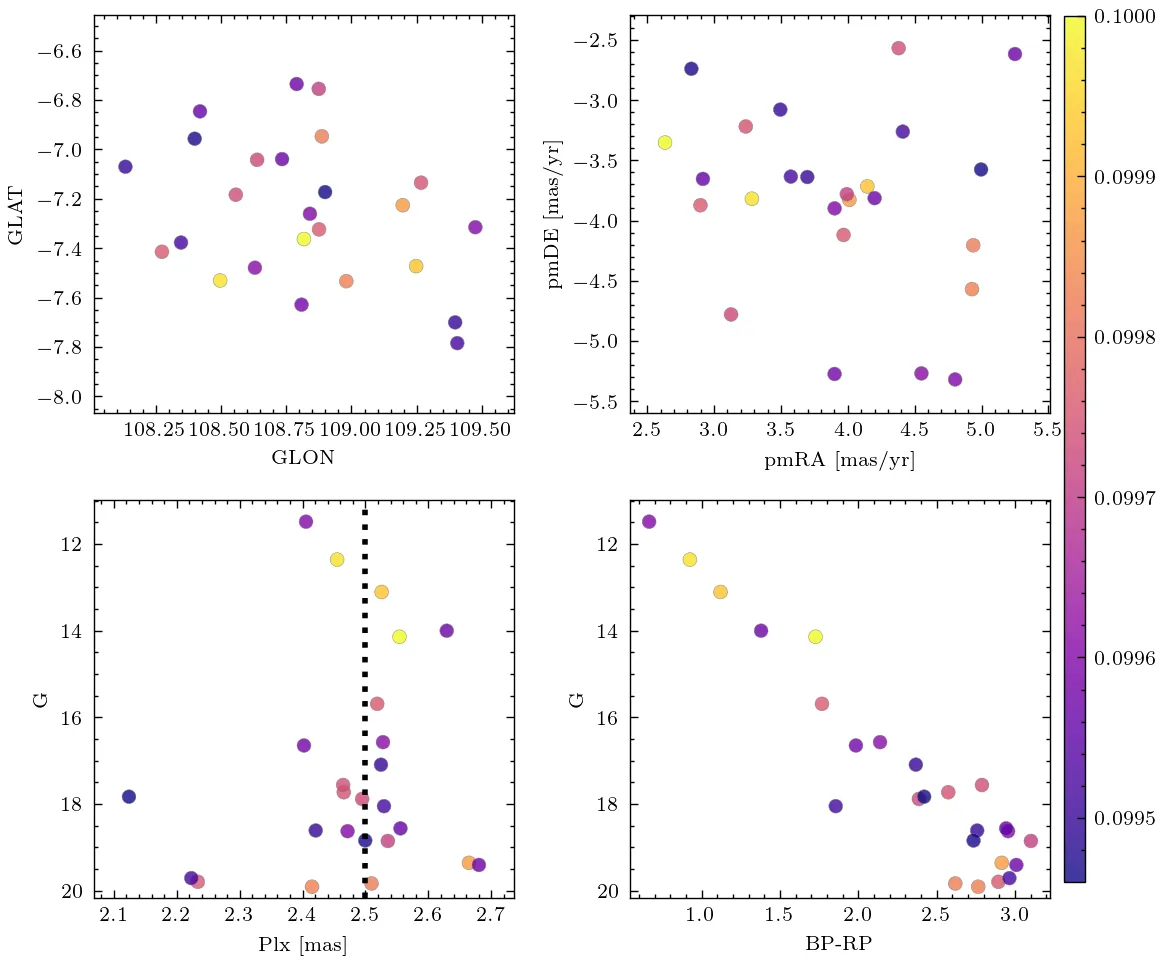 −6.6
−6.8
−7.0
−7.2
−7.4
−7.6
−7.8
−8.0
GLAT
108.25 108.50 108.75 109.00 109.25 109.50
GLON
−2.5
−3.0
−3.5
−4.0
−4.5
−5.0
−5.5
pmDE [mas/yr]
2.5 3.0 3.5 4.0 4.5 5.0 5.5
pmRA [mas/yr]
0.1000
0.0999
0.0998
0.0997
0.0996
0.0995
12
14
16
18
20
G
2.1 2.2 2.3 2.4 2.5 2.6 2.7
Plx [mas]
12
14
16
18
20
G
1.0 1.5 2.0 2.5 3.0
BP-RP